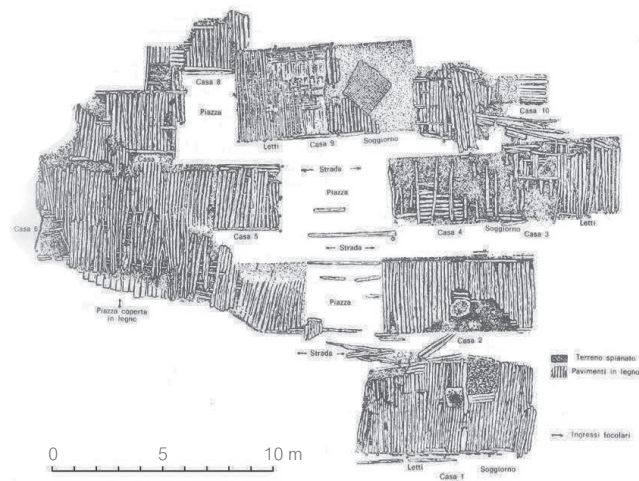 Casa 8
Piazza
Casa 10
Letti
Casa 9
Soggiorno
Strada
Piazza
Casa 6
Casa 5
Strada
Casa 4
Soggiorno
Casa 3
Letti
Piazza coperta
in legno
Piazza
Strada
Casa 2
Terreno spianato
Pavimenti in legno
Ingressi focolari
0 5 10 m
Letti
Casa 1
Soggiorno